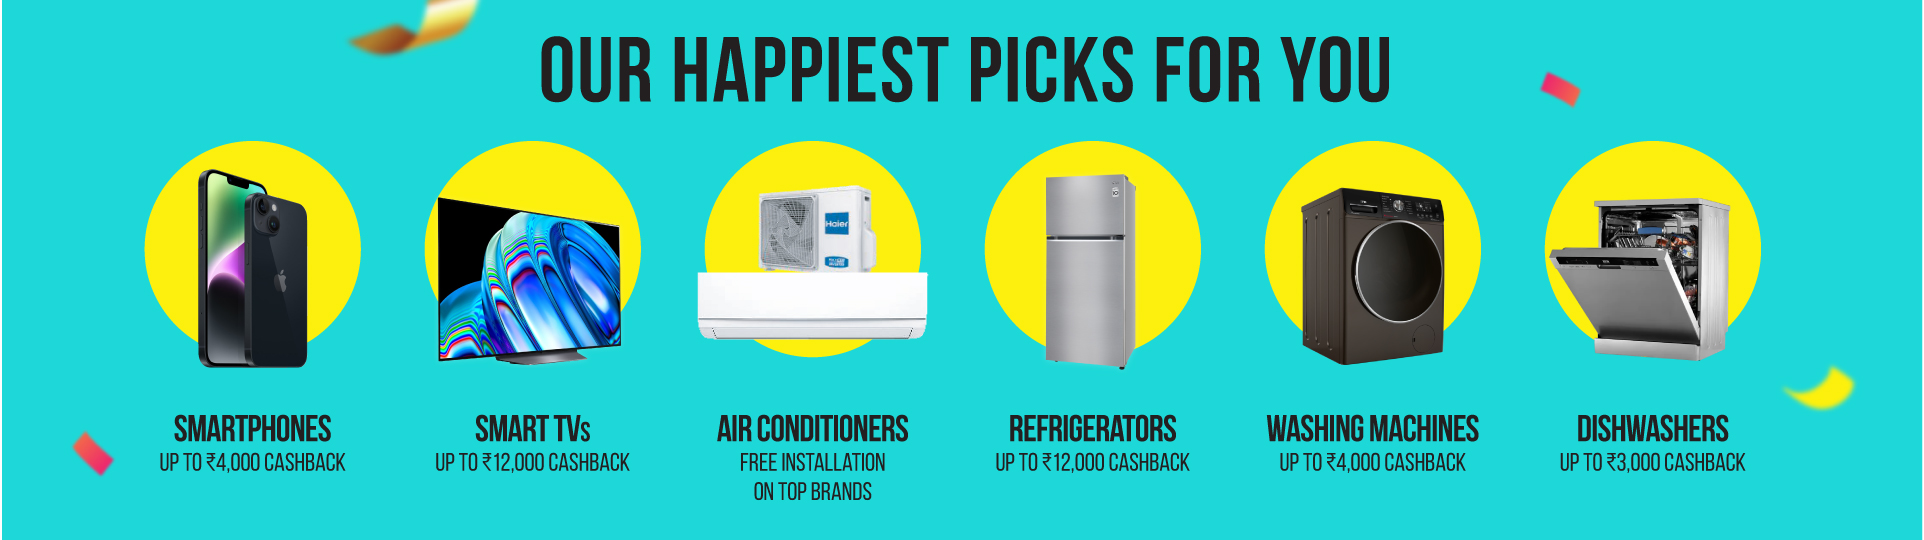 OUR HAPPIEST PICKS FOR YOU
Haier
SMARTPHONES
UP TO ₹4,000 CASHBACK
SMART TVs
UP TO ₹12,000 CASHBACK
AIR CONDITIONERS
FREE INSTALLATION
ON TOP BRANDS
REFRIGERATORS
UP TO ₹12,000 CASHBACK
WASHING MACHINES
UP TO ₹4,000 CASHBACK
DISHWASHERS
UP TO ₹3,000 CASHBACK